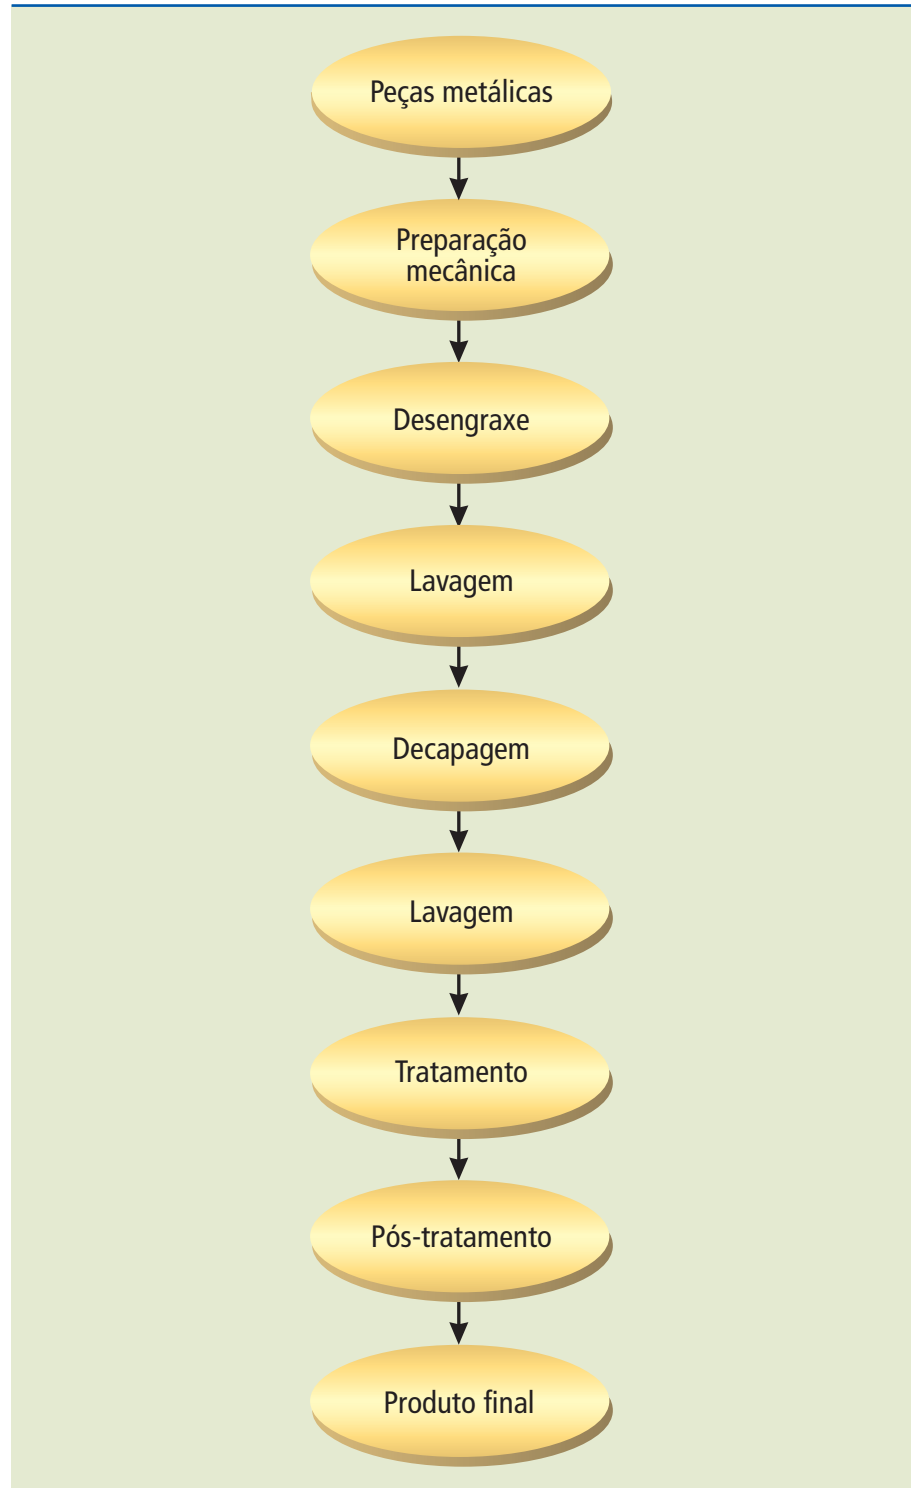 Peças metálicas
Preparação
mecânica
Desengraxe
Lavagem
Decapagem
Lavagem
Tratamento
Pós-tratamento
Produto final